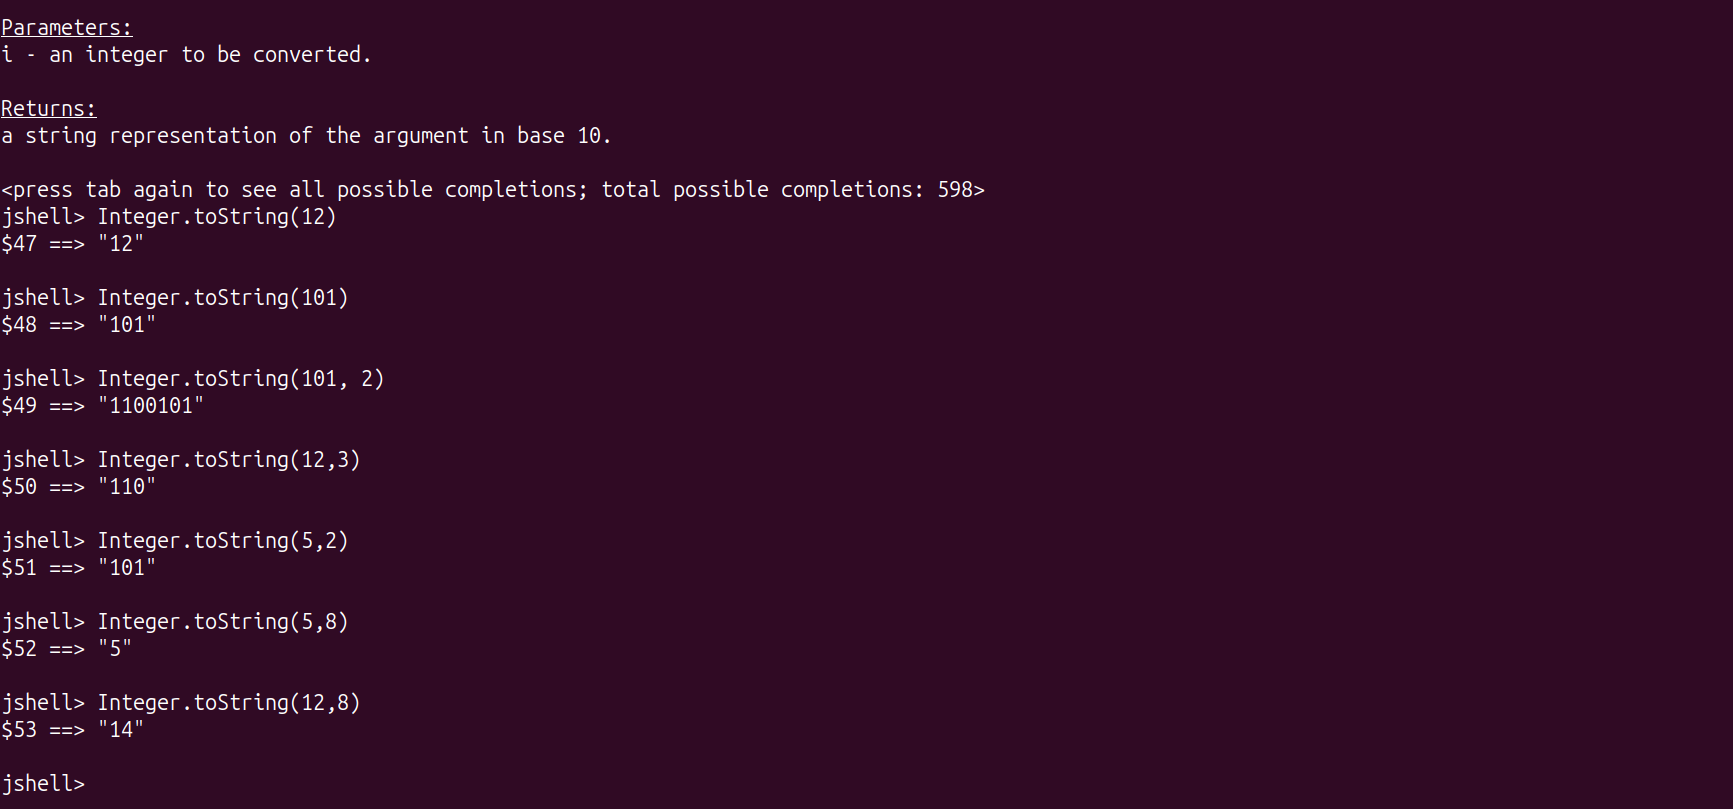 Parameters:
i - an integer to be converted.
Returns:
a string representation of the argument in base 10.
<press tab again to see all possible completions; total possible completions: 598>
jshell> Integer.toString(12)
$47 ==> "12"
jshell> Integer.toString(101)
$48 ==> "101"
jshell> Integer.toString(101, 2)
$49 ==> "1100101"
jshell> Integer.toString(12,3)
$50 ==> "110"
jshell> Integer.toString(5,2)
$51 ==> "101"
jshell> Integer.toString(5,8)
$52 ==> "5"
jshell> Integer.toString(12,8)
$53 ==> "14"
jshell>